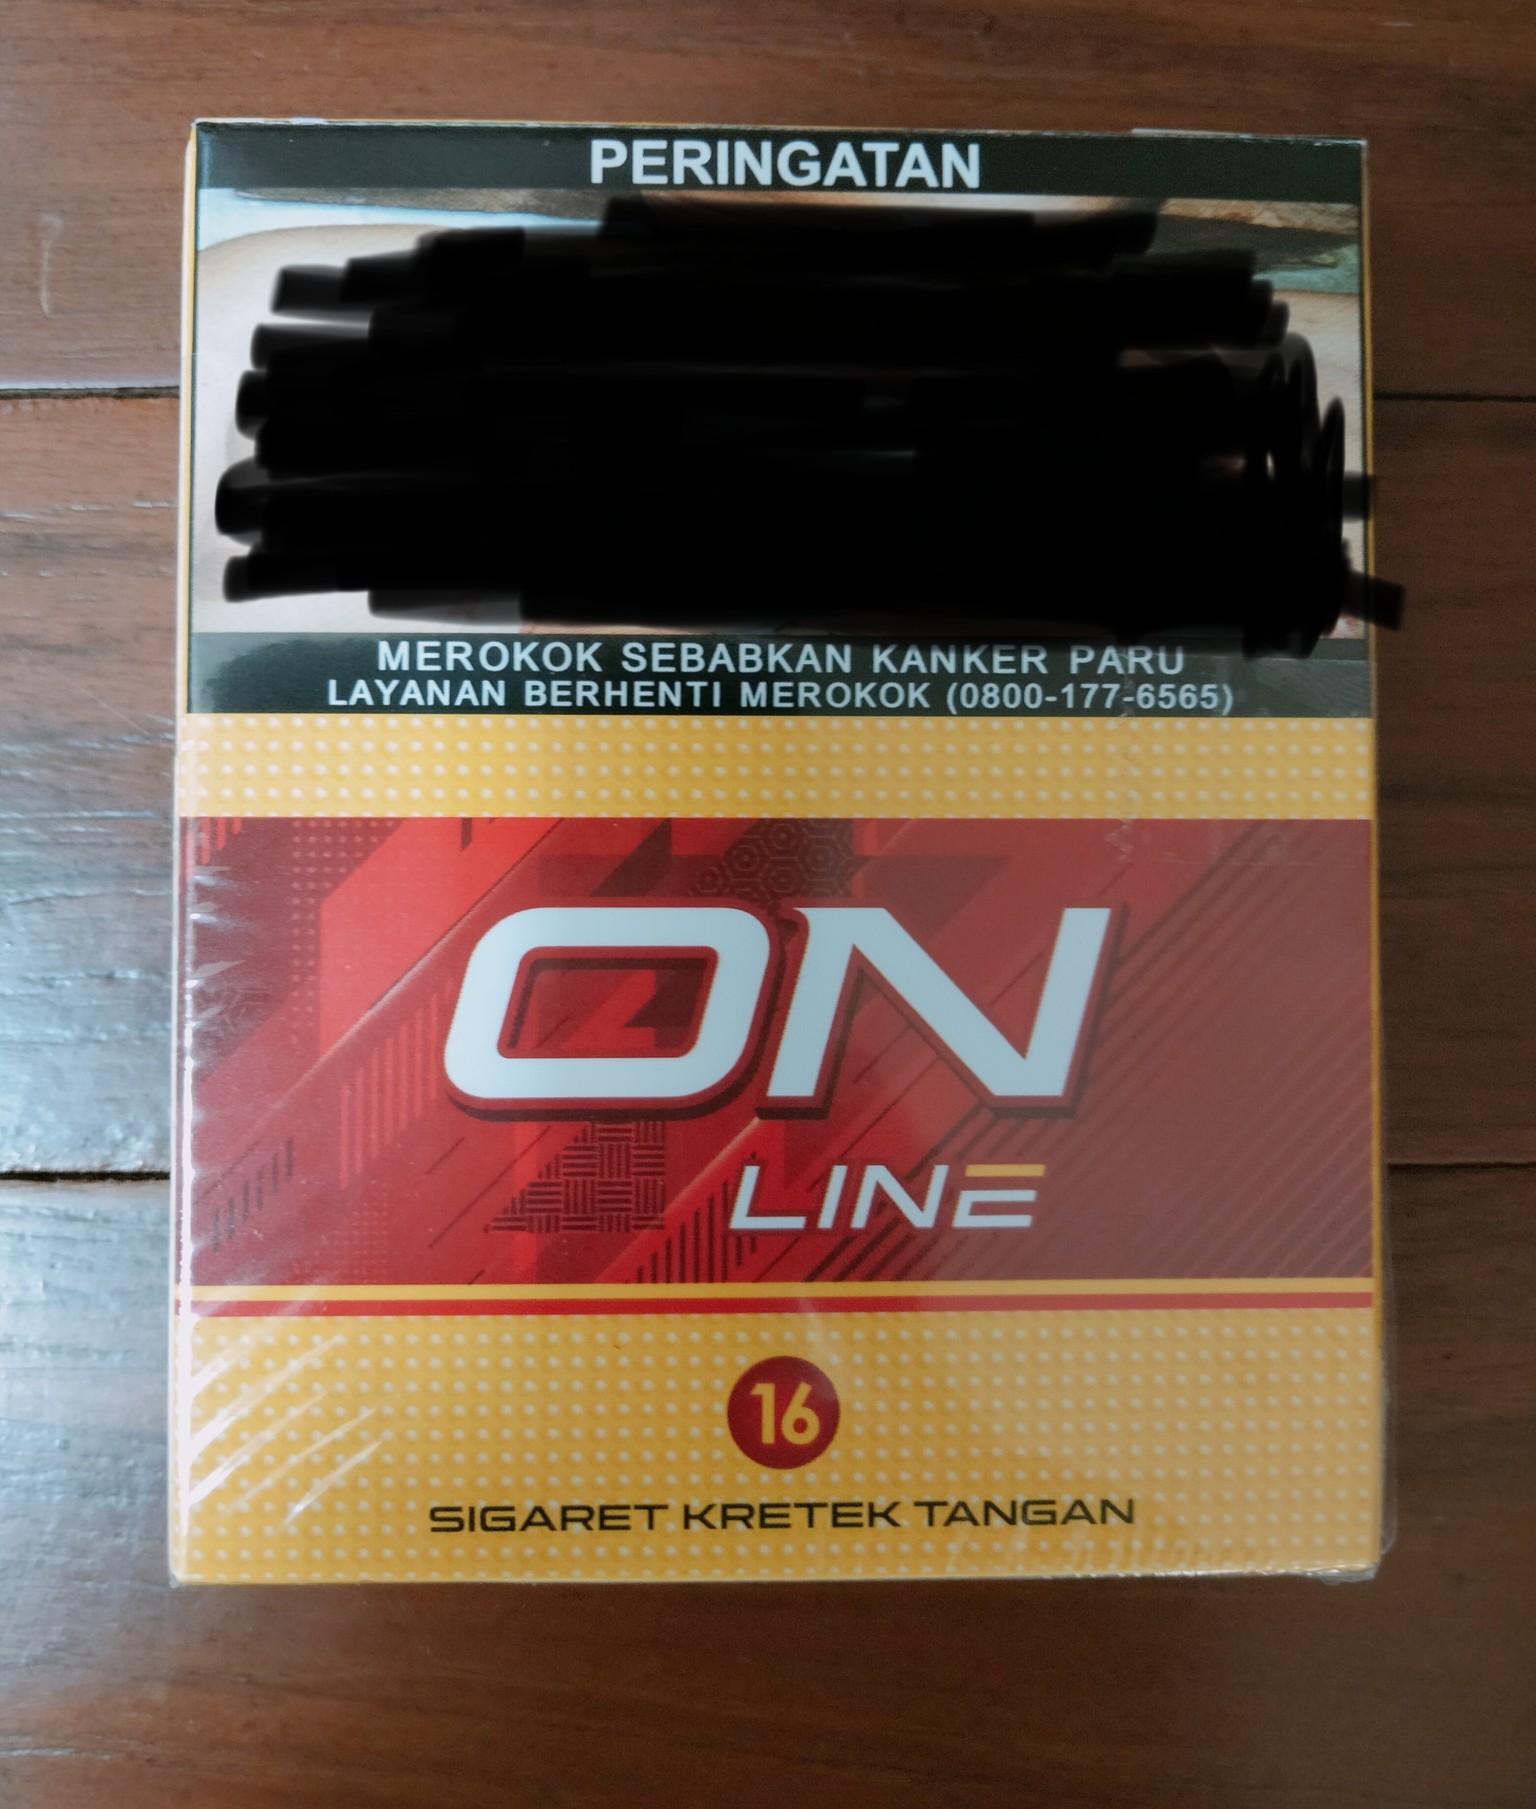 PERINGATAN
MEROKOK SEBABKAN KANKER PARU
LAYANAN BERHENTI MEROKOK (0800-177-6565)
ON
LINE
16
SIGARET KRETEK TANGAN